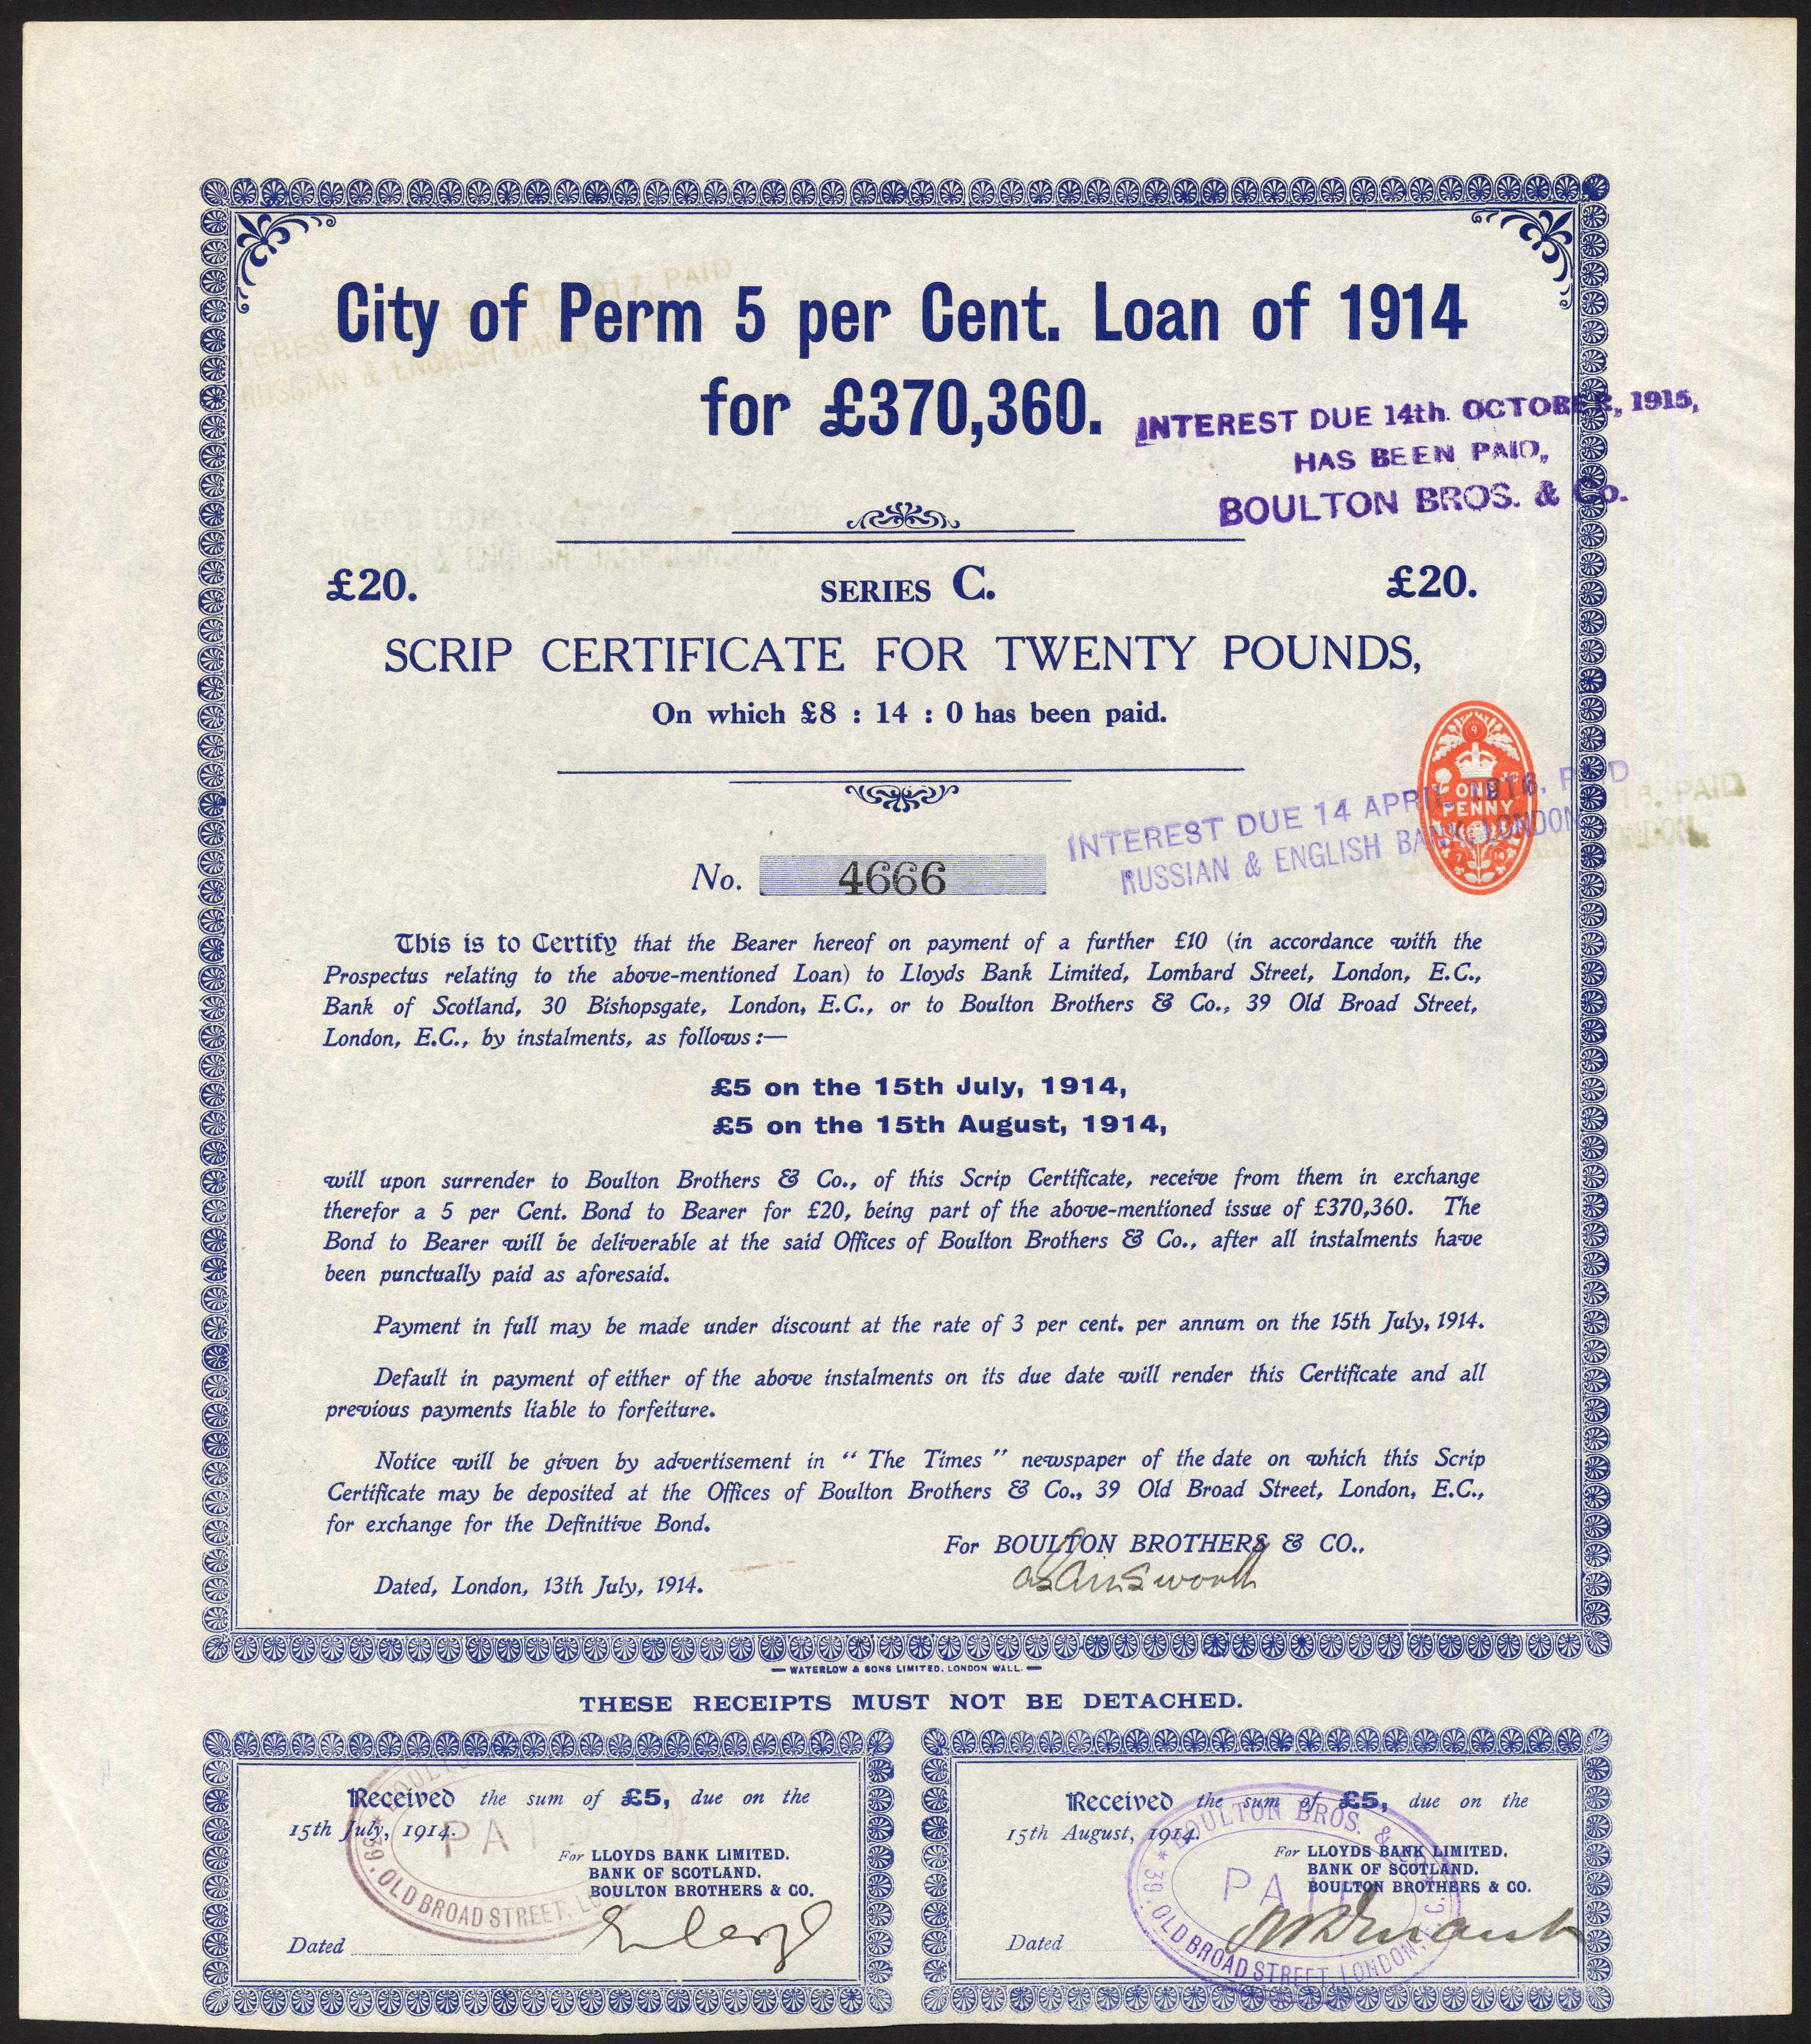 City of Perm 5 per Cent. Loan of 1914
for £370,360.
INTEREST DUE 14th. OCTOBER, 1915,
HAS BEEN PAID,
BOULTON BROS. & Co.
£20. SERIES C. £20.
SCRIP CERTIFICATE FOR TWENTY POUNDS,
On which £8 : 14 : 0 has been paid.
ONE
PENNY
INTEREST DUE 14 APRIL 1916, PAID
RUSSIAN & ENGLISH BANK, LONDON
No. 4666
This is to Certify that the Bearer hereof on payment of a further £10 (in accordance with the
Prospectus relating to the above-mentioned Loan) to Lloyds Bank Limited, Lombard Street, London, E.C.,
Bank of Scotland, 30 Bishopsgate, London, E.C., or to Boulton Brothers & Co., 39 Old Broad Street,
London, E.C., by instalments, as follows :—
£5 on the 15th July, 1914,
£5 on the 15th August, 1914,
will upon surrender to Boulton Brothers & Co., of this Scrip Certificate, receive from them in exchange
therefor a 5 per Cent. Bond to Bearer for £20, being part of the above-mentioned issue of £370,360. The
Bond to Bearer will be deliverable at the said Offices of Boulton Brothers & Co., after all instalments have
been punctually paid as aforesaid.
Payment in full may be made under discount at the rate of 3 per cent. per annum on the 15th July, 1914.
Default in payment of either of the above instalments on its due date will render this Certificate and all
previous payments liable to forfeiture.
Notice will be given by advertisement in “ The Times ” newspaper of the date on which this Scrip
Certificate may be deposited at the Offices of Boulton Brothers & Co., 39 Old Broad Street, London, E.C.,
for exchange for the Definitive Bond.
For BOULTON BROTHERS & CO.,
Dated, London, 13th July, 1914.
WATERLOW & SONS LIMITED, LONDON WALL.
THESE RECEIPTS MUST NOT BE DETACHED.
Received the sum of £5, due on the
15th July, 1914.
For LLOYDS BANK LIMITED.
BANK OF SCOTLAND.
BOULTON BROTHERS & CO.
Dated
39, OLD BROAD STREET,
Received the sum of £5, due on the
15th August, 1914.
For LLOYDS BANK LIMITED.
BANK OF SCOTLAND.
BOULTON BROTHERS & CO.
Dated
BOULTON BROS. &
PAID
39, OLD BROAD STREET, LONDON, E.C.